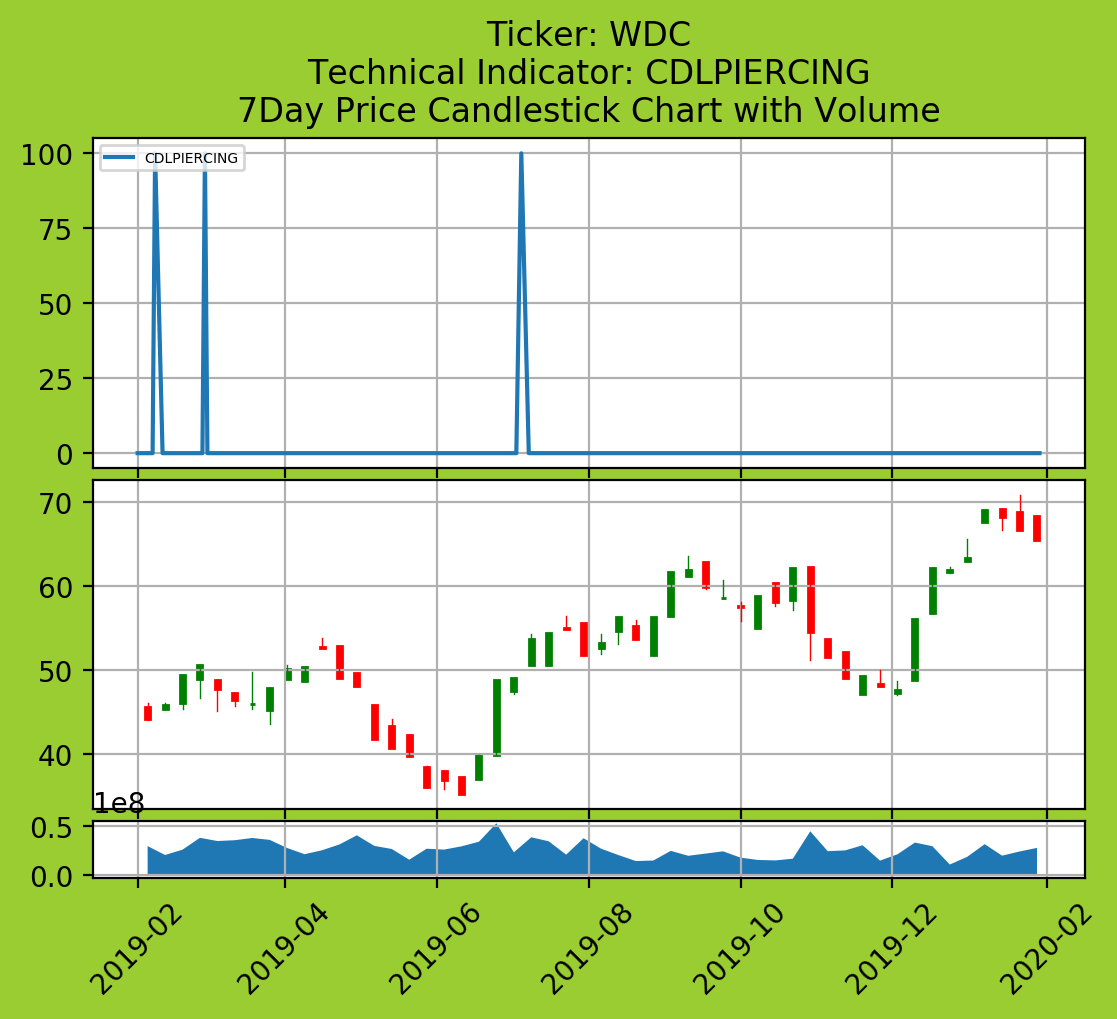 Ticker: WDC
Technical Indicator: CDLPIERCING
7Day Price Candlestick Chart with Volume
CDLPIERCING
100
75
50
25
0
70
60
50
40
1e8
0.5
0.0
2019-02 2019-04 2019-06 2019-08 2019-10 2019-12 2020-02